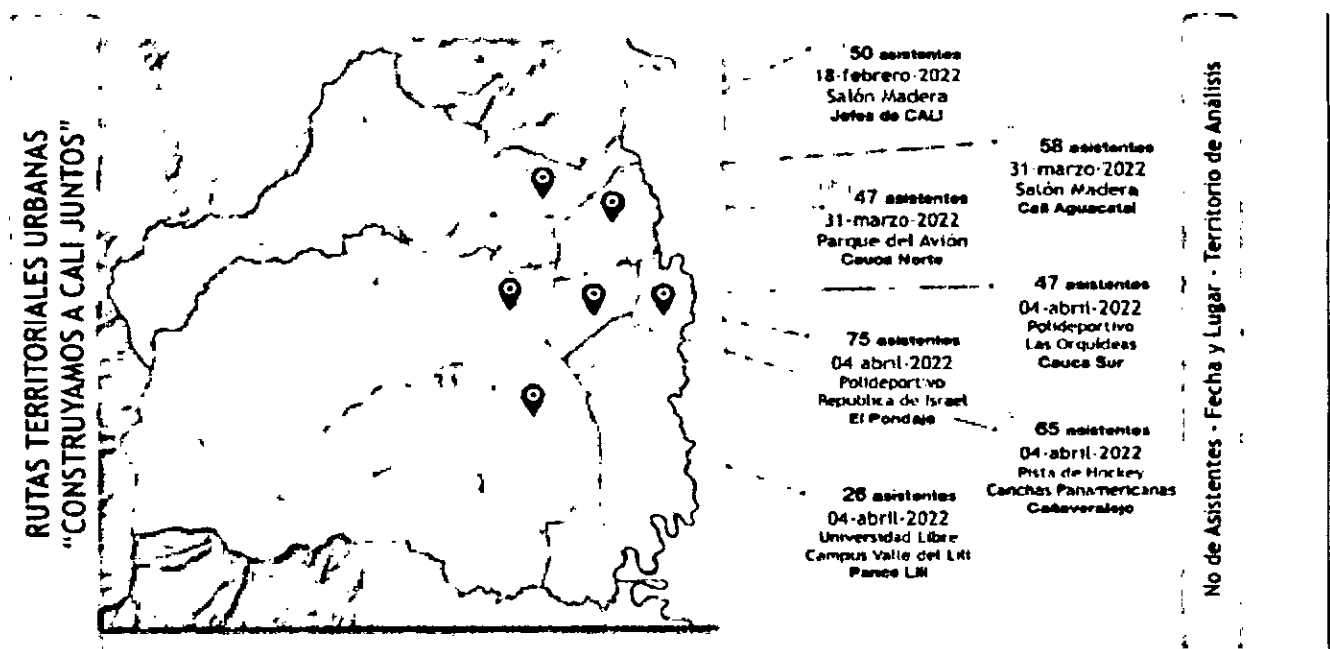 RUTAS TERRITORIALES URBANAS
“CONSTRUYAMOS A CALI JUNTOS”
50 asistentes
18-febrero-2022
Salón Madera
Jefes de CALI
58 asistentes
31-marzo-2022
Salón Madera
Cali Aguacatal
47 asistentes
31-marzo-2022
Parque del Avión
Cauca Norte
47 asistentes
04-abril-2022
Polideportivo
Las Orquídeas
Cauca Sur
75 asistentes
04 abril-2022
Polideportivo
Republica de Israel
El Pondaje
65 asistentes
04-abril-2022
Pista de Hockey
Canchas Panamericanas
Cañaveralejo
26 asistentes
04-abril-2022
Universidad Libre
Campus Valle del Lili
Pance Lili
No de Asistentes - Fecha y Lugar - Territorio de Análisis